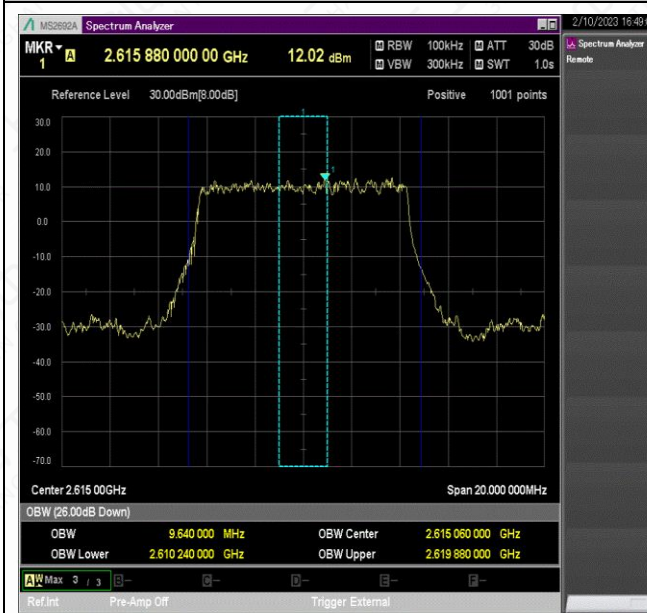 MS2692A Spectrum Analyzer
2/10/2023 16:49:
MKR 1 A 2.615 880 000 00 GHz 12.02 dBm
RBW 100kHz ATT 30dB
VBW 300kHz SWT 1.0s
Spectrum Analyzer
Remote
Reference Level 30.00dBm[8.00dB] Positive 1001 points
1
30.0
20.0
1
10.0
0.0
-10.0
-20.0
-30.0
-40.0
-50.0
-60.0
-70.0
Center 2.615 00GHz Span 20.000 000MHz
OBW (26.00dB Down)
OBW 9.640 000 MHz OBW Center 2.615 060 000 GHz
OBW Lower 2.610 240 000 GHz OBW Upper 2.619 880 000 GHz
A W Max 3 / 3 B- C- D- E- F-
Ref.Int Pre-Amp Off Trigger External